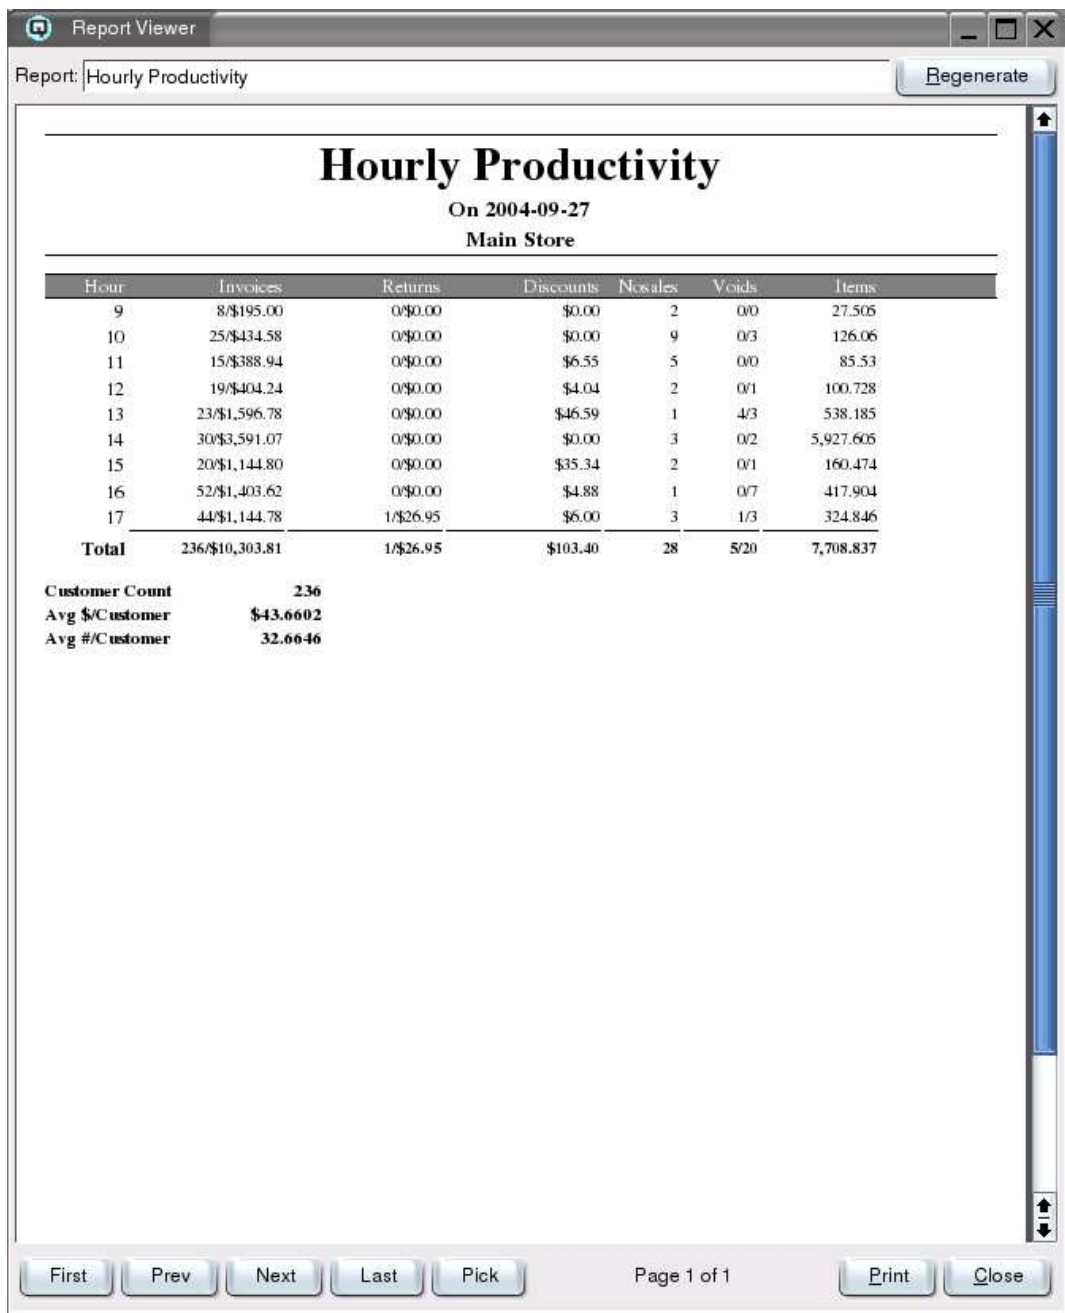 Report Viewer
Report: Hourly Productivity Regenerate
Hourly Productivity
On 2004-09-27
Main Store
Hour Invoices Returns Discounts Nosales Voids Items
9 8/$195.00 0/$0.00 $0.00 2 0/0 27.505
10 25/$434.58 0/$0.00 $0.00 9 0/3 126.06
11 15/$388.94 0/$0.00 $6.55 5 0/0 85.53
12 19/$404.24 0/$0.00 $4.04 2 0/1 100.728
13 23/$1,596.78 0/$0.00 $46.59 1 4/3 538.185
14 30/$3,591.07 0/$0.00 $0.00 3 0/2 5,927.605
15 20/$1,144.80 0/$0.00 $35.34 2 0/1 160.474
16 52/$1,403.62 0/$0.00 $4.88 1 0/7 417.904
17 44/$1,144.78 1/$26.95 $6.00 3 1/3 324.846
Total 236/$10,303.81 1/$26.95 $103.40 28 5/20 7,708.837
Customer Count 236
Avg $/Customer $43.6602
Avg #/Customer 32.6646
First Prev Next Last Pick Page 1 of 1 Print Close